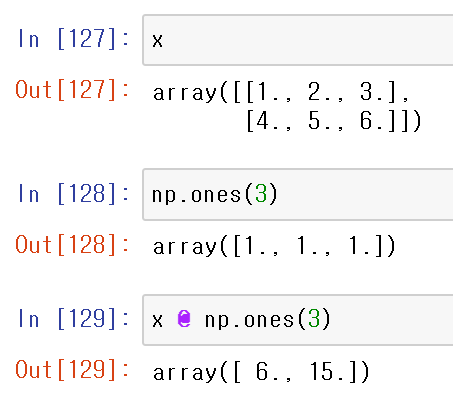 In [127]: x
Out[127]: array([[1., 2., 3.],
[4., 5., 6.]])
In [128]: np.ones(3)
Out[128]: array([1., 1., 1.])
In [129]: x @ np.ones(3)
Out[129]: array([ 6., 15.])